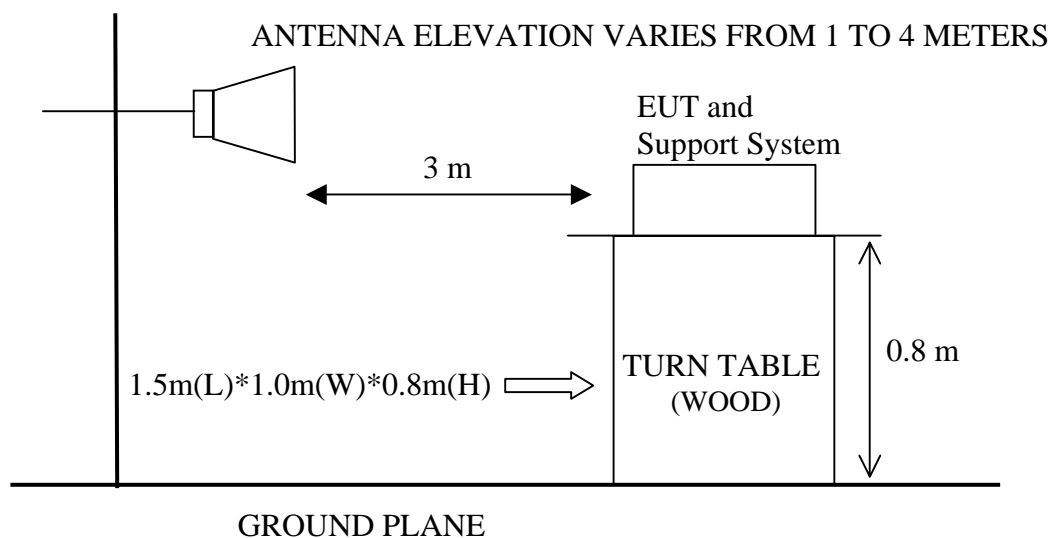 ANTENNA ELEVATION VARIES FROM 1 TO 4 METERS
EUT and
Support System
3 m
0.8 m
1.5m(L)*1.0m(W)*0.8m(H)
TURN TABLE
(WOOD)
GROUND PLANE